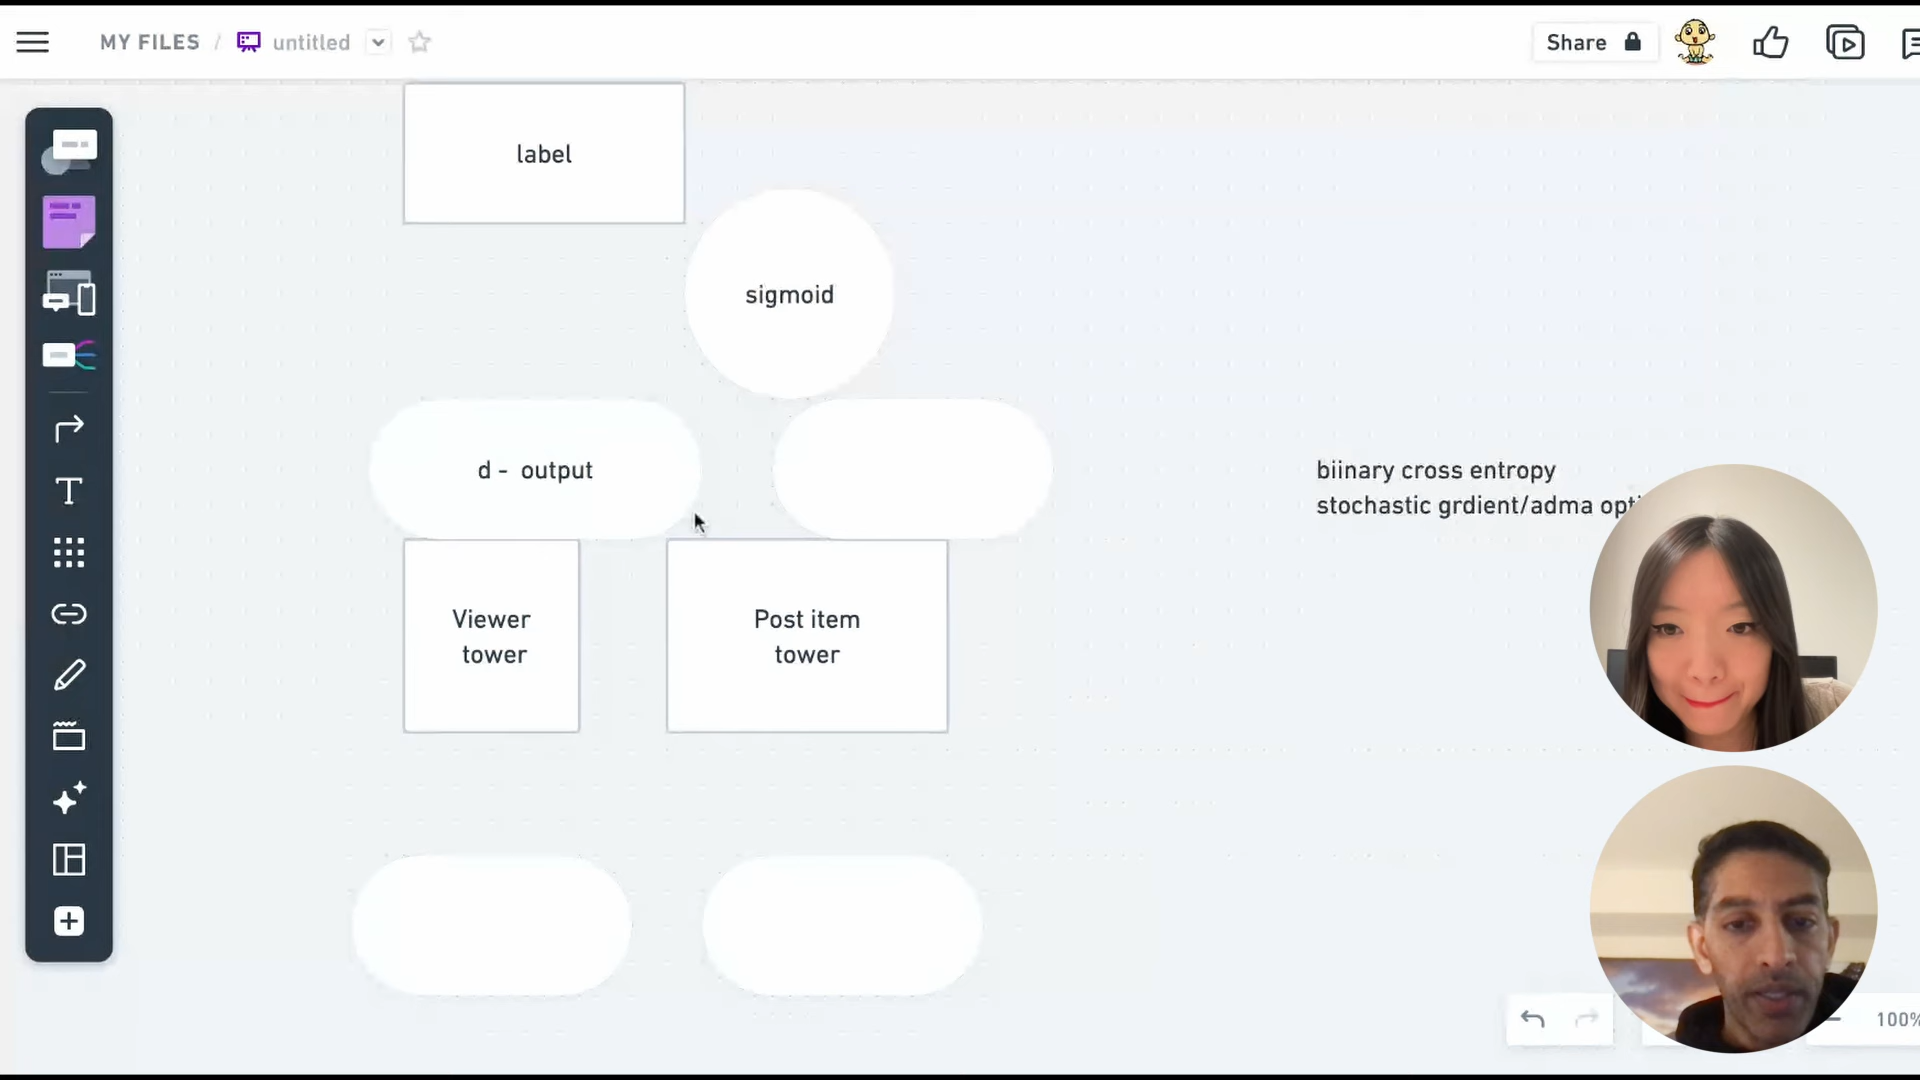 MY FILES / untitled
Share
label
sigmoid
d - output
biinary cross entropy
stochastic grdient/adma
Viewer
tower
Post item
tower
100%